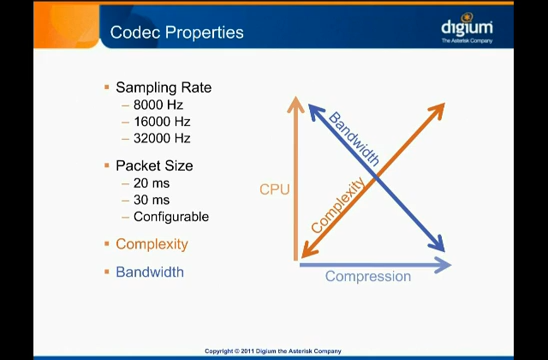 Codec Properties
digium
The Asterisk Company
Sampling Rate
– 8000 Hz
– 16000 Hz
– 32000 Hz
Packet Size
– 20 ms
– 30 ms
– Configurable
Complexity
Bandwidth
CPU
Bandwidth
Complexity
Compression
Copyright © 2011 Digium the Asterisk Company